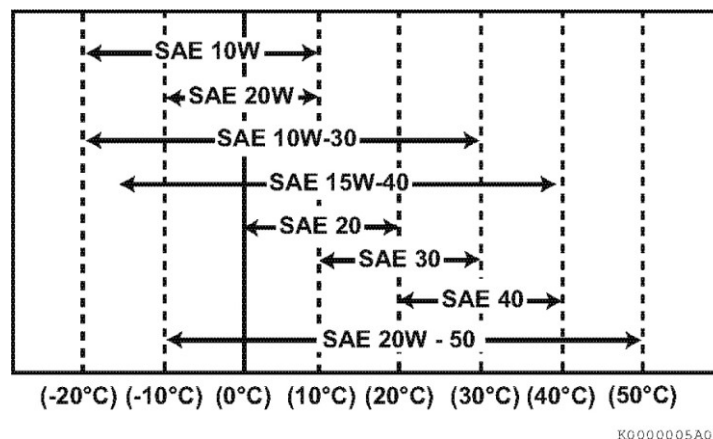 SAE 10W
SAE 20W
SAE 10W-30
SAE 15W-40
SAE 20
SAE 30
SAE 40
SAE 20W - 50
(-20°C) (-10°C) (0°C) (10°C) (20°C) (30°C) (40°C) (50°C)
K0000005A0